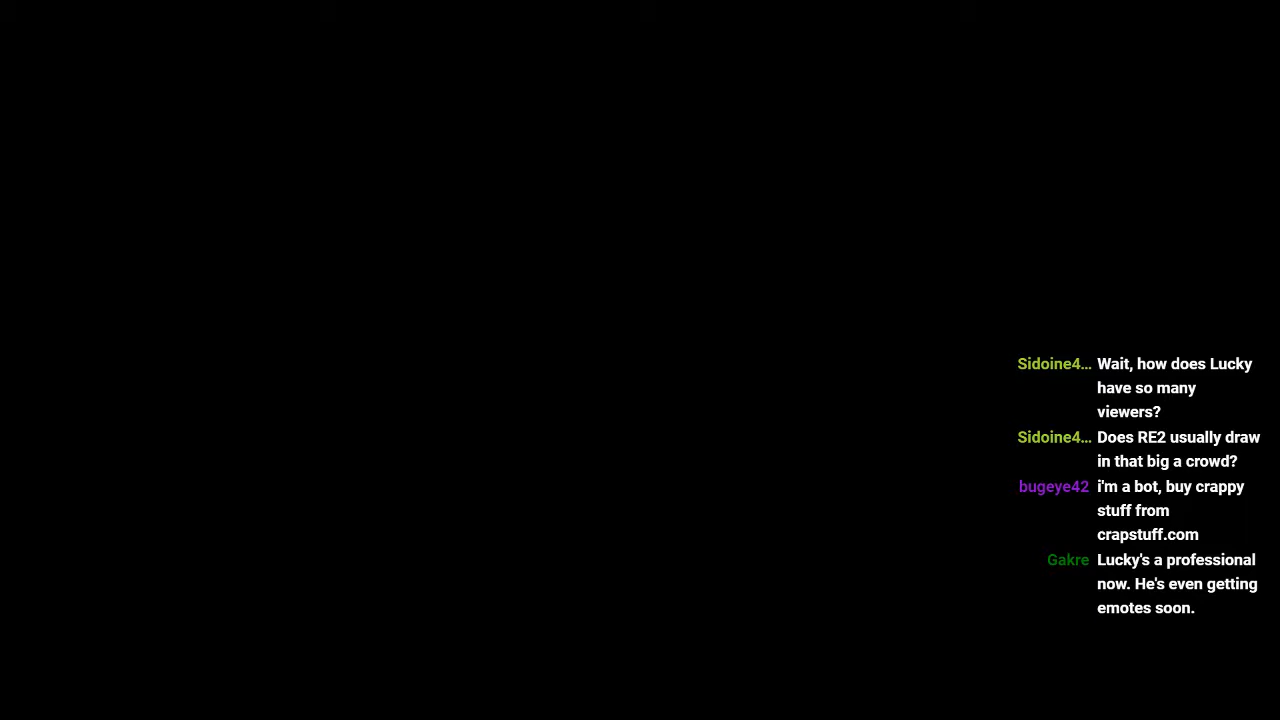 Sidoine4… Wait, how does Lucky
have so many
viewers?
Sidoine4… Does RE2 usually draw
in that big a crowd?
bugeye42 i'm a bot, buy crappy
stuff from
crapstuff.com
Gakre Lucky's a professional
now. He's even getting
emotes soon.